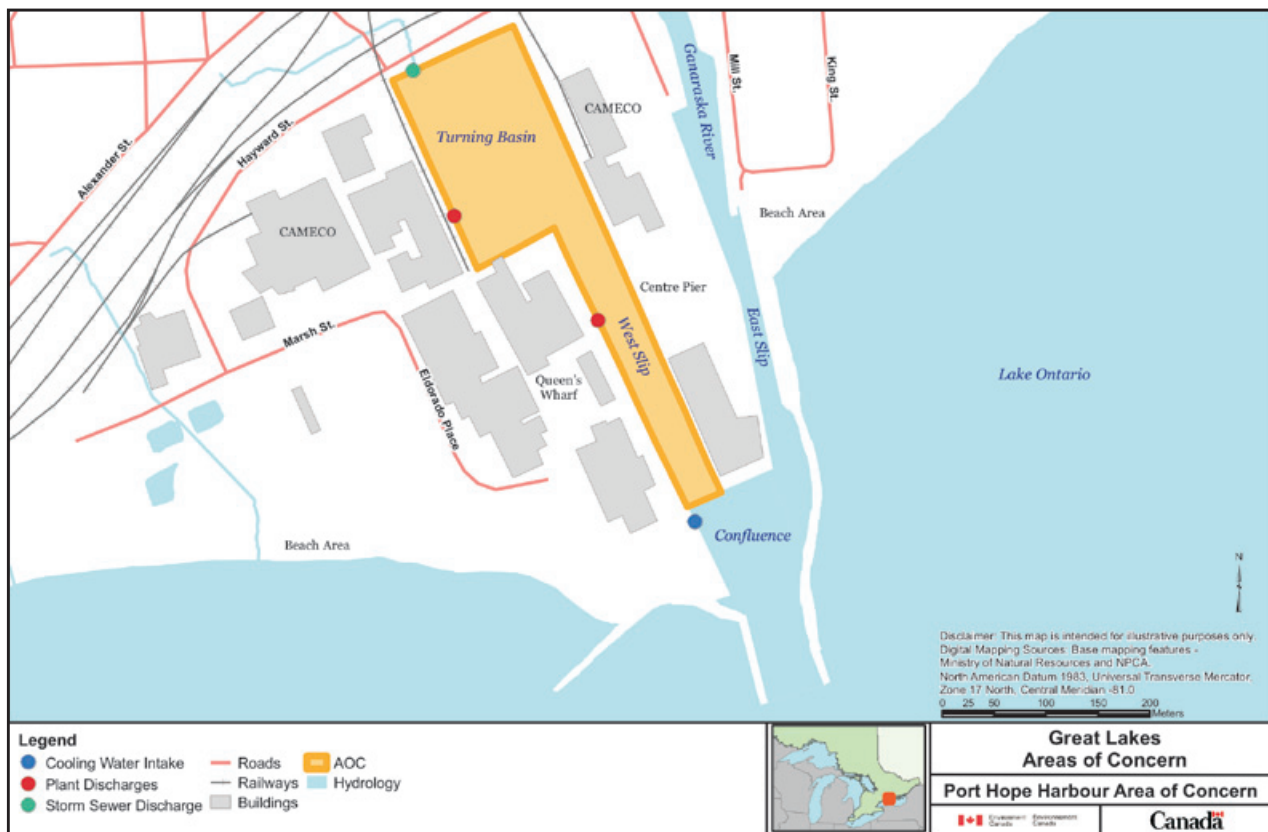 Ganaraska River
Mill St.
King St.
CAMECO
Turning Basin
Alexander St.
Hayward St.
CAMECO
Beach Area
Centre Pier
West Slip
East Slip
Marsh St.
Eldorado Place
Queen's
Wharf
Lake Ontario
Confluence
Beach Area
N
Disclaimer: This map is intended for illustrative purposes only.
Digital Mapping Sources: Base mapping features -
Ministry of Natural Resources and NPCA.
North American Datum 1983, Universal Transverse Mercator,
Zone 17 North, Central Meridian -81.0
0 25 50 100 150 200
Meters
Legend
Cooling Water Intake
Plant Discharges
Storm Sewer Discharge
Roads
Railways
Buildings
AOC
Hydrology
Great Lakes
Areas of Concern
Port Hope Harbour Area of Concern
Environment Environnement
Canada Canada
Canada